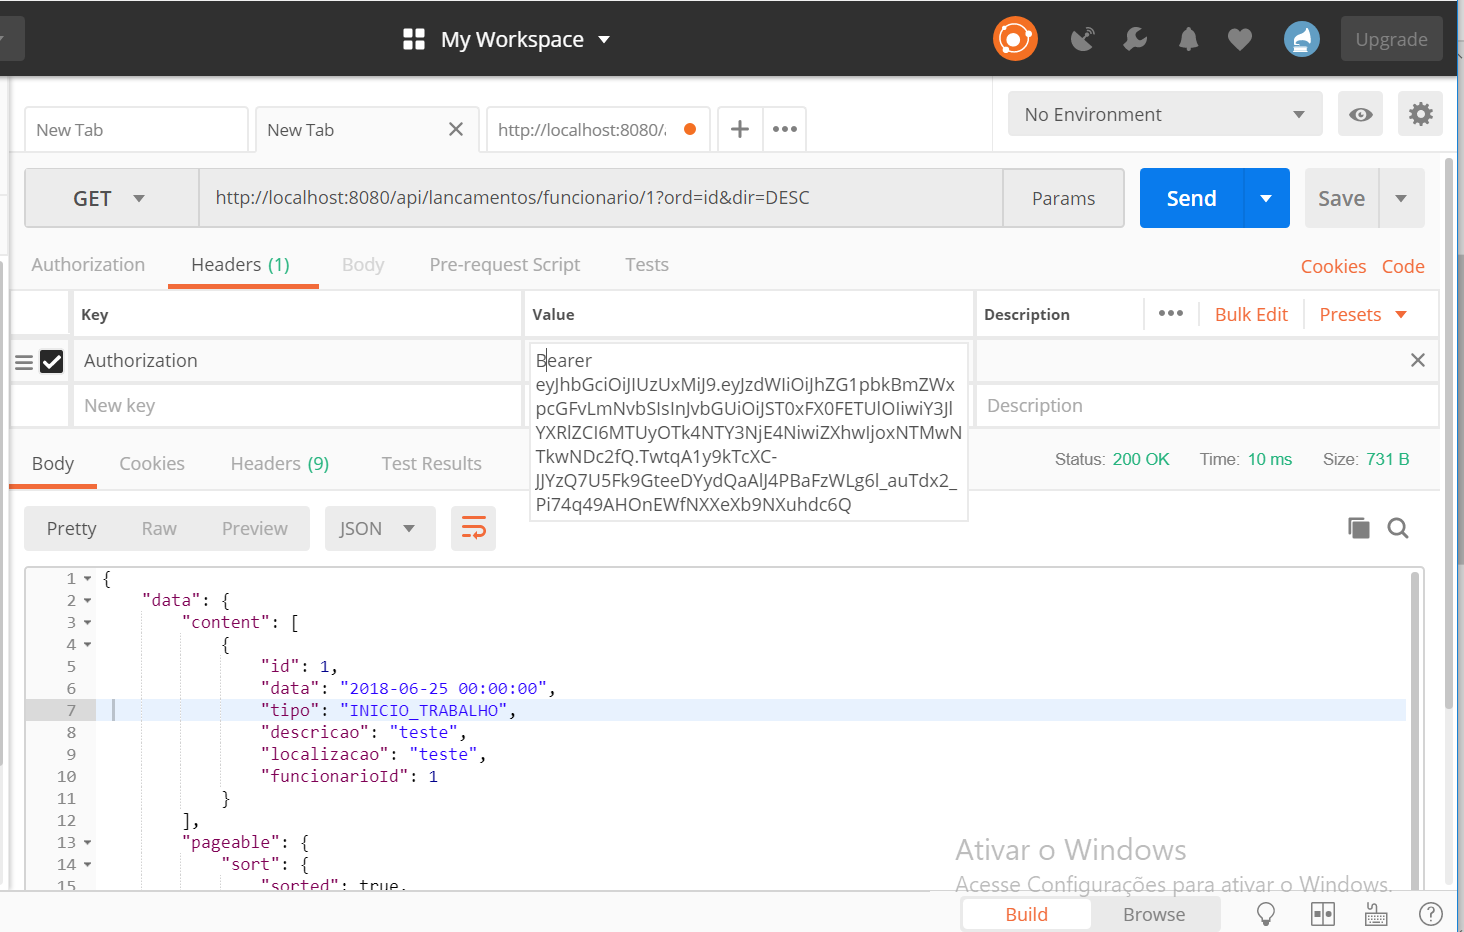 My Workspace
Upgrade
New Tab
New Tab
http://localhost:8080/
No Environment
GET
http://localhost:8080/api/lancamentos/funcionario/1?ord=id&dir=DESC
Params
Send
Save
Authorization
Headers (1)
Body
Pre-request Script
Tests
Cookies
Code
Key
Value
Description
Bulk Edit
Presets
Authorization
Bearer
eyJhbGciOiJIUzUxMiJ9.eyJzdWIiOiJhZG1pbkBmZWx
pcGFvLmNvbSIsInJvbGUiOiJST0xFX0FETUlOIiwiY3Jl
YXRlZCI6MTUyOTk4NTY3NjE4NiwiZXhwIjoxNTMwN
TkwNDc2fQ.TwtqA1y9kTcXC-
JJYzQ7U5Fk9GteeDYydQaAlJ4PBaFzWLg6l_auTdx2_
Pi74q49AHOnEWfNXXeXb9NXuhdc6Q
New key
Description
Body
Cookies
Headers (9)
Test Results
Status: 200 OK
Time: 10 ms
Size: 731 B
Pretty
Raw
Preview
JSON
1 {
2 "data": {
3 "content": [
4 {
5 "id": 1,
6 "data": "2018-06-25 00:00:00",
7 "tipo": "INICIO_TRABALHO",
8 "descricao": "teste",
9 "localizacao": "teste",
10 "funcionarioId": 1
11 }
12 ],
13 "pageable": {
14 "sort": {
15 "sorted": true,
Ativar o Windows
Acesse Configurações para ativar o Windows.
Build
Browse